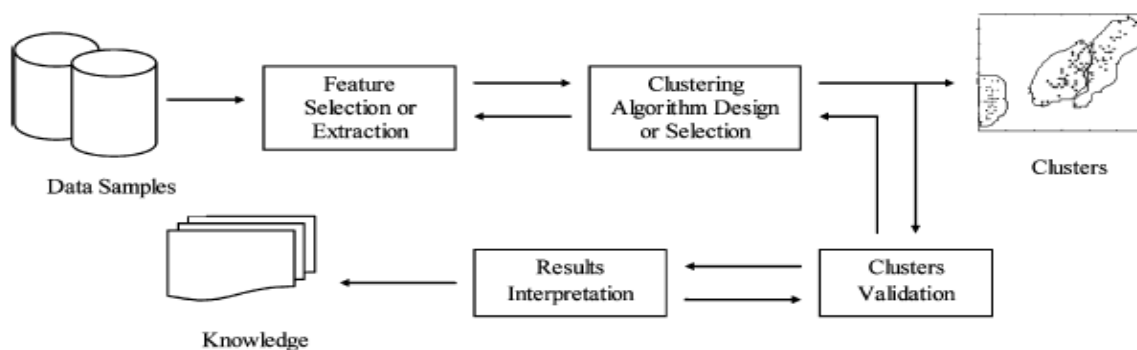 Data Samples
Feature
Selection or
Extraction
Clustering
Algorithm Design
or Selection
Clusters
Clusters
Validation
Results
Interpretation
Knowledge